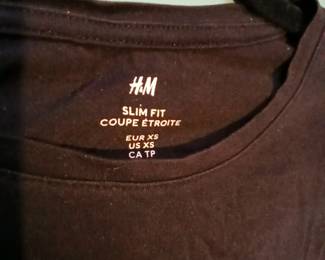 H&M
SLIM FIT
COUPE ÉTROITE
EUR XS
US XS
CA TP